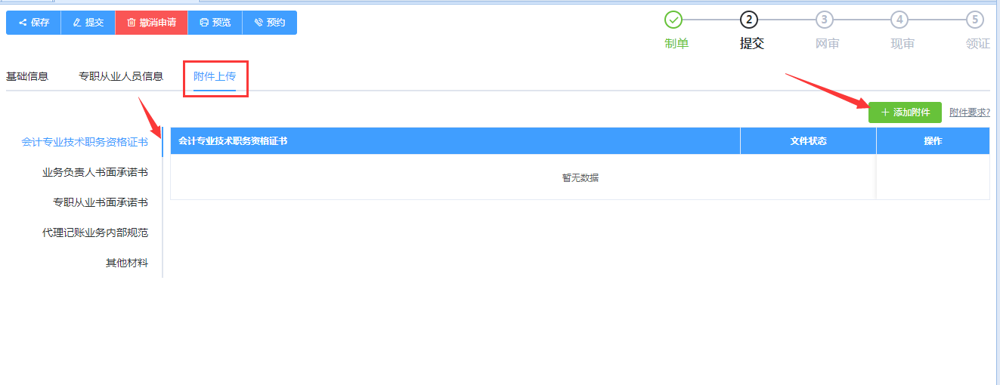 保存 提交 撤消申请 预览 预约
1 2 3 4 5
制单 提交 网审 现审 领证
基础信息 专职从业人员信息 附件上传
+ 添加附件 附件要求?
会计专业技术职务资格证书
业务负责人书面承诺书
专职从业书面承诺书
代理记账业务内部规范
其他材料
会计专业技术职务资格证书 文件状态 操作
暂无数据